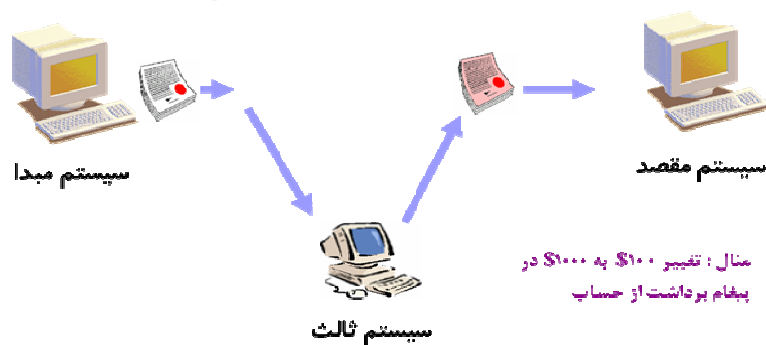 سیستم مبدا
سیستم مقصد
مثال : تغییر ۱۰۰$ به ۱۰۰۰$ در
پیغام برداشت از حساب
سیستم ثالث